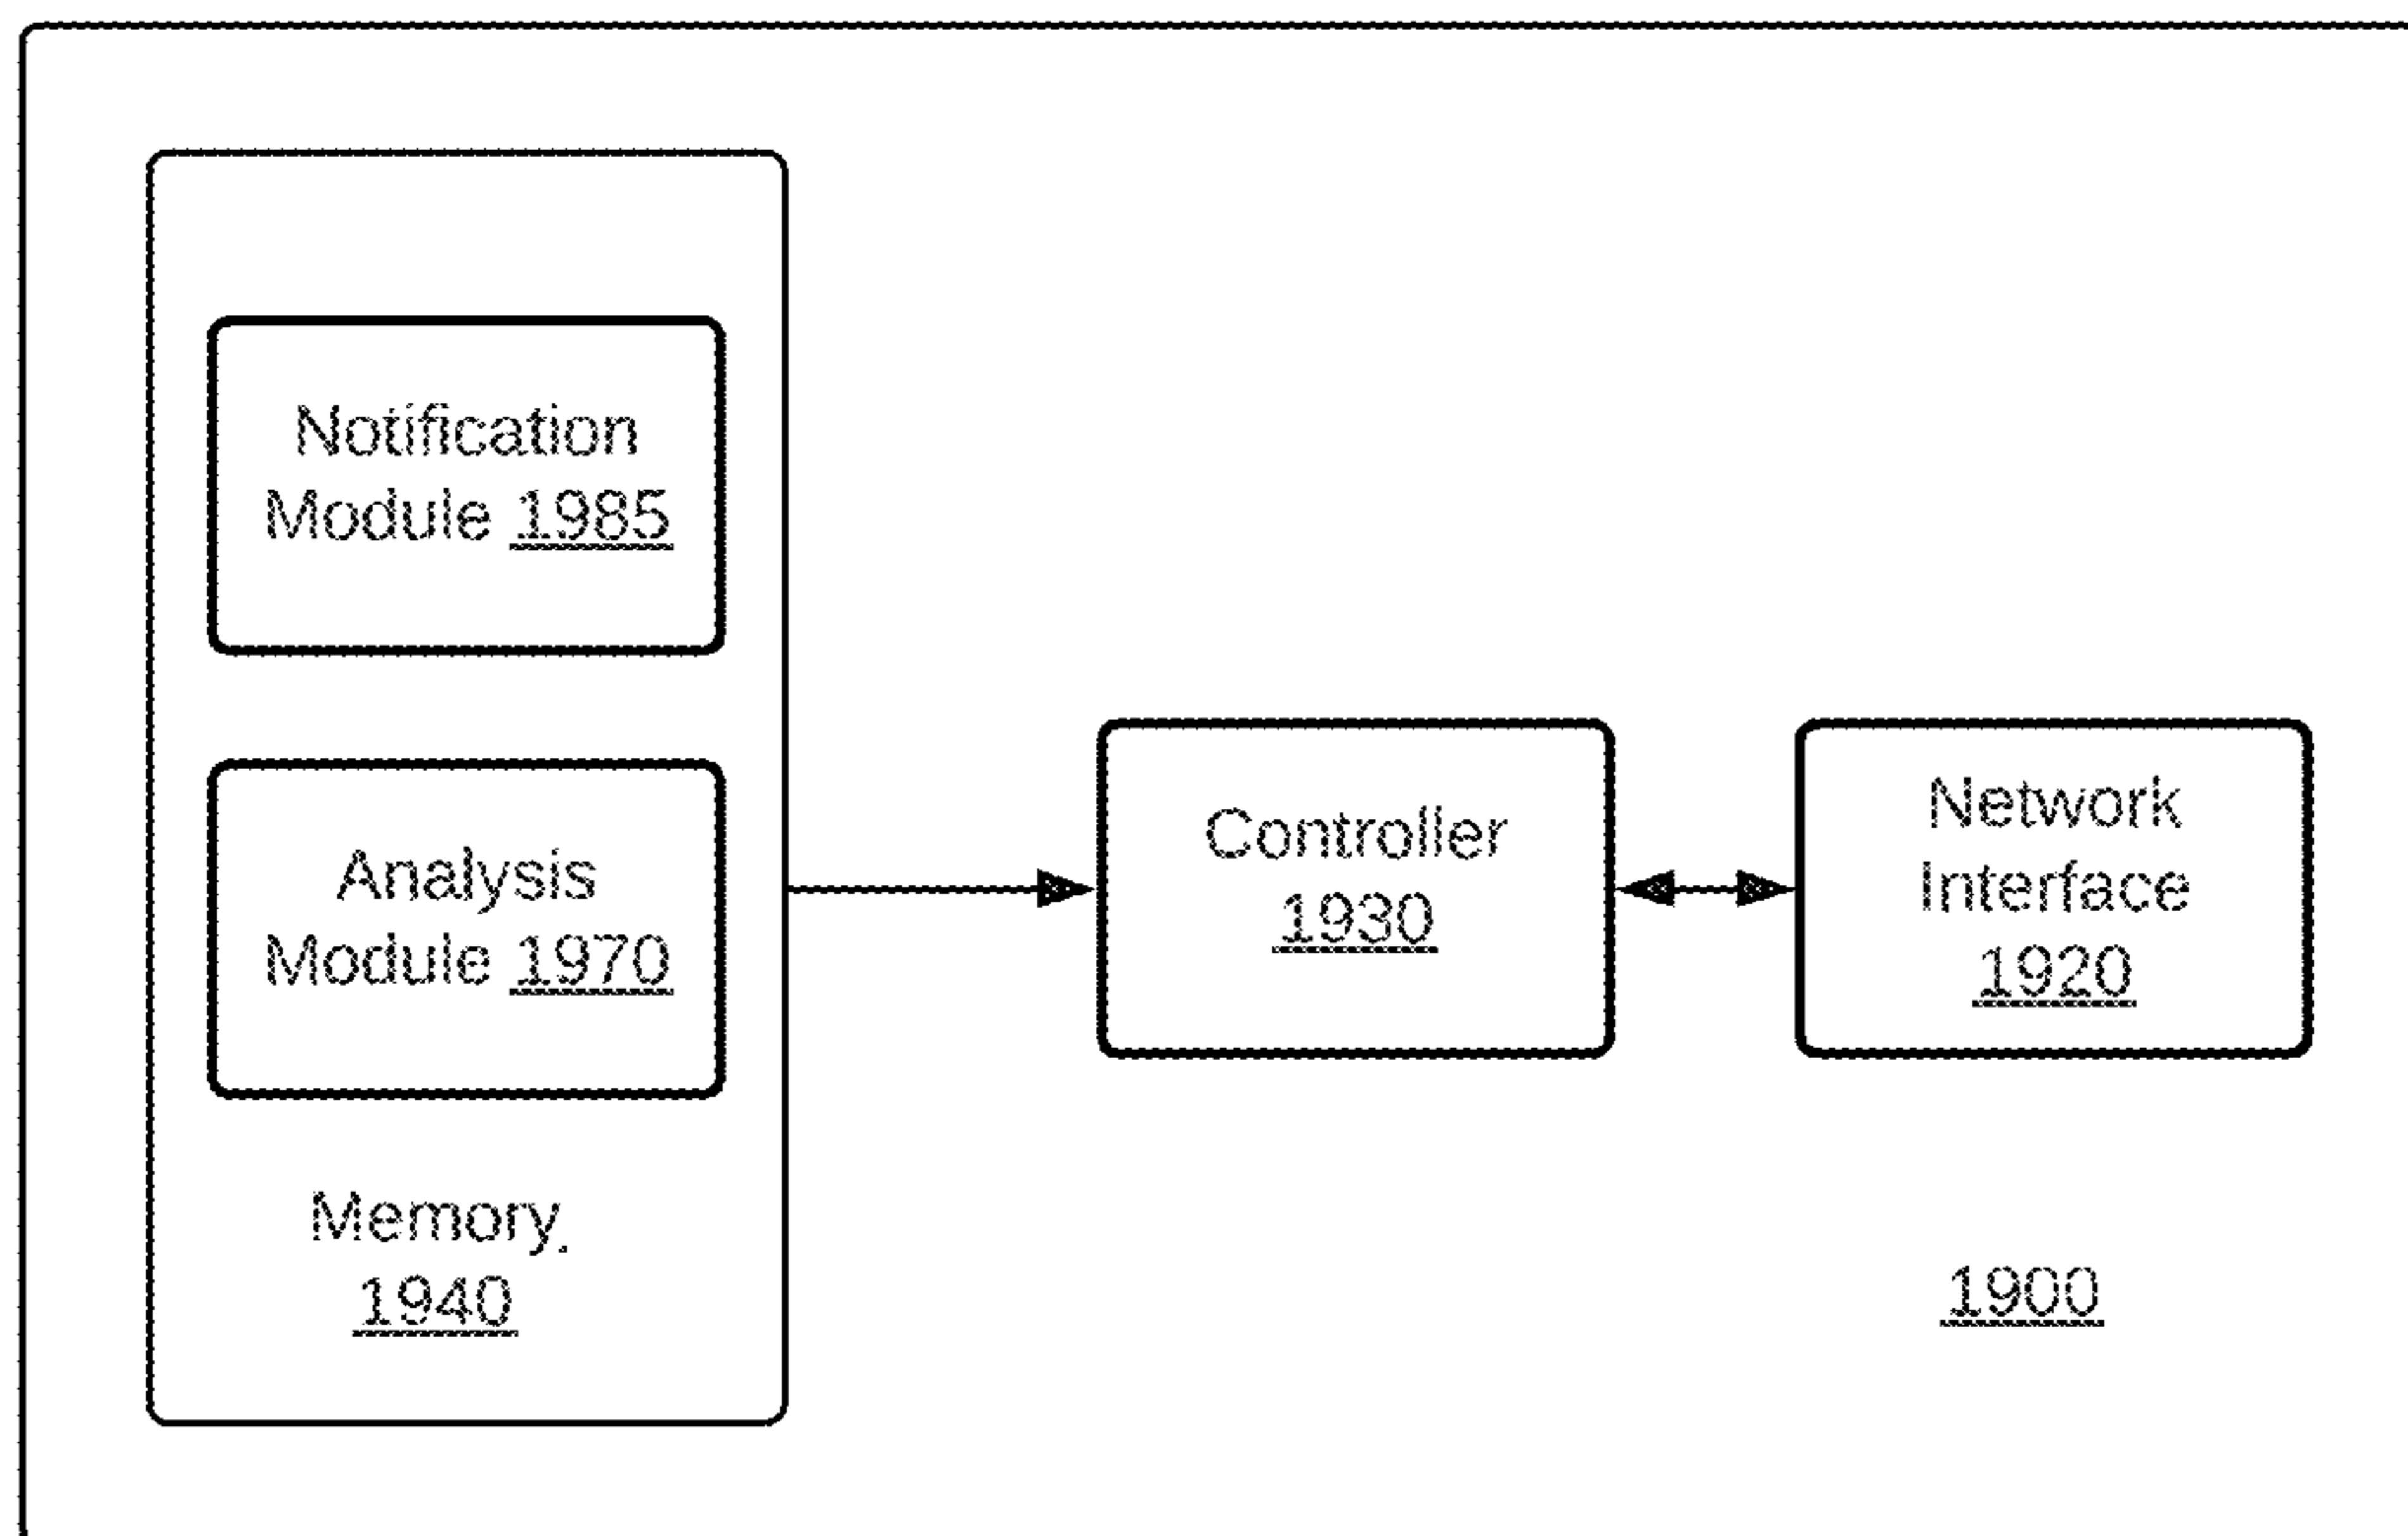 Notification
Module 1985
Analysis
Module 1970
Memory
1940
Controller
1930
Network
Interface
1920
1900